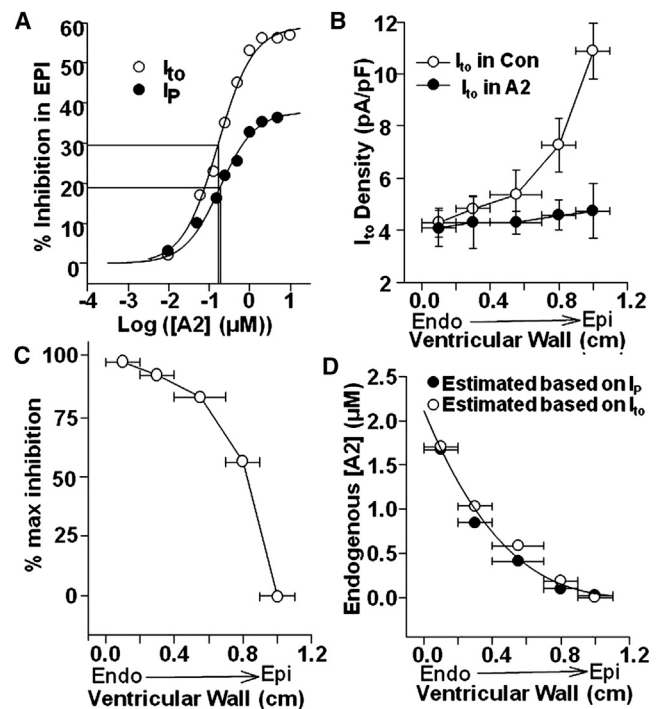 A
% Inhibition in EPI
60
50
40
30
20
10
0
Ito
IP
-4 -3 -2 -1 0 1
Log ([A2] (µM))
B
Ito Density (pA/pF)
12
10
8
6
4
2
Ito in Con
Ito in A2
0.0 0.4 0.8 1.2
Endo Epi
Ventricular Wall (cm)
C
% max inhibition
100
75
50
25
0
0.0 0.4 0.8 1.2
Endo Epi
Ventricular Wall (cm)
D
Endogenous [A2] (µM)
2.5
2.0
1.5
1.0
0.5
0.0
Estimated based on IP
Estimated based on Ito
0.0 0.4 0.8 1.2
Endo Epi
Ventricular Wall (cm)